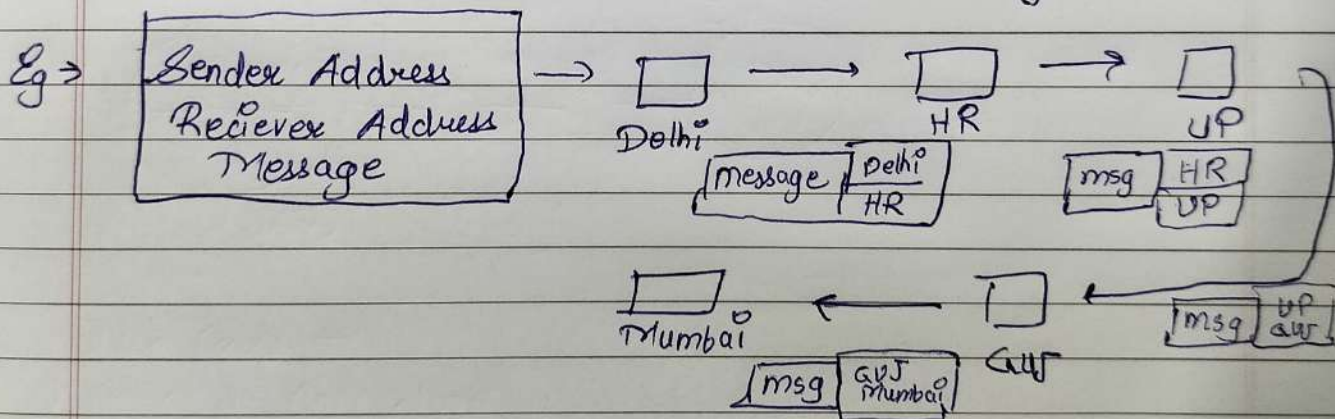 Eg →
Sender Address
Reciever Address
Message
Delhi
HR
UP
message
Delhi
HR
msg
HR
UP
msg
UP
GUJ
GUJ
Mumbai
msg
GUJ
Mumbai